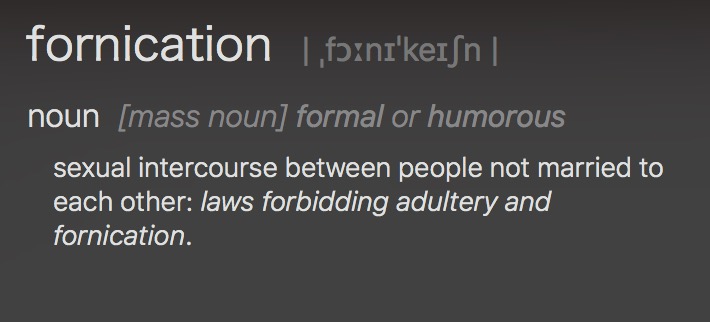 fornication | ˌfɔːnɪˈkeɪʃn |
noun [mass noun] formal or humorous
sexual intercourse between people not married to
each other: laws forbidding adultery and
fornication.